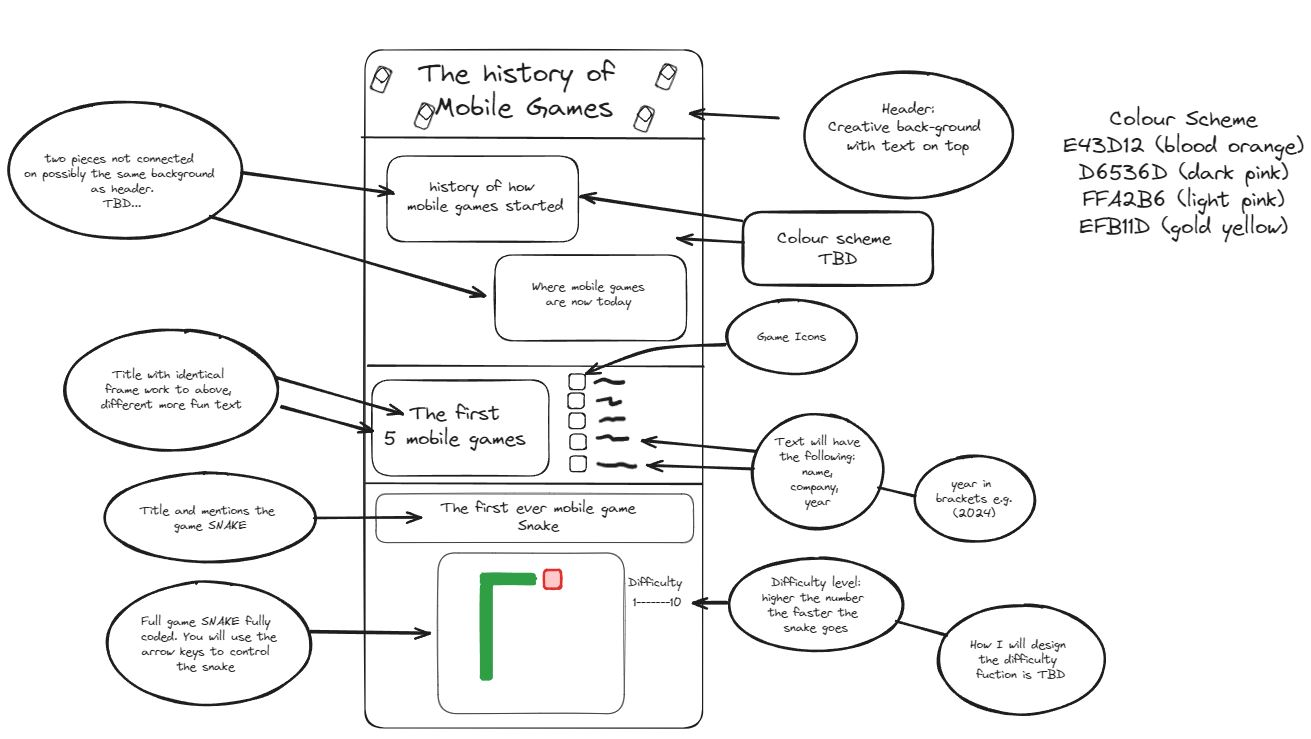 The history of
Mobile Games
Header:
Creative back-ground
with text on top
Colour Scheme
E43D12 (blood orange)
D6536D (dark pink)
FFA2B6 (light pink)
EFB11D (gold yellow)
two pieces not connected
on possibly the same background
as header.
TBD...
history of how
mobile games started
Colour scheme
TBD
Where mobile games
are now today
Game Icons
Title with identical
frame work to above,
different more fun text
The first
5 mobile games
Text will have
the following:
name,
company,
year
year in
brackets e.g.
(2024)
Title and mentions the
game SNAKE
The first ever mobile game
Snake
Difficulty
1-------10
Difficulty level:
higher the number
the faster the
snake goes
Full game SNAKE fully
coded. You will use the
arrow keys to control
the snake
How I will design
the difficulty
fuction is TBD